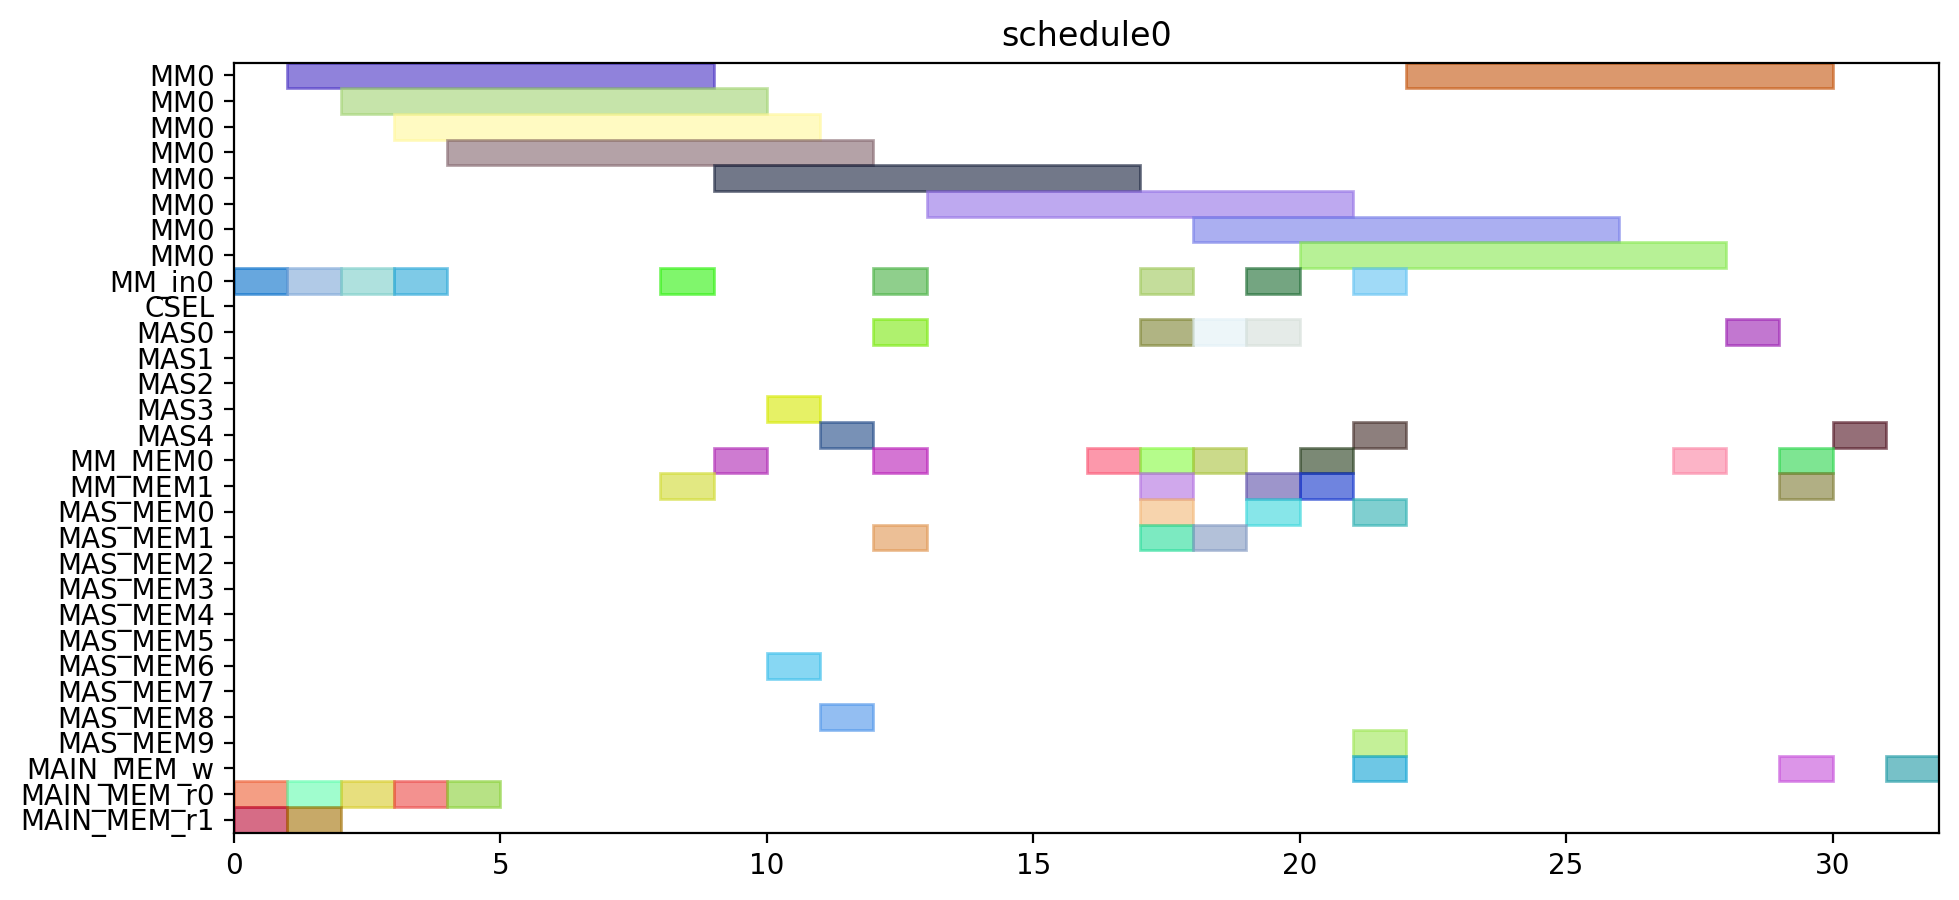 schedule0
MM0
MM0
MM0
MM0
MM0
MM0
MM0
MM0
MM_in0
CSEL
MAS0
MAS1
MAS2
MAS3
MAS4
MM_MEM0
MM_MEM1
MAS_MEM0
MAS_MEM1
MAS_MEM2
MAS_MEM3
MAS_MEM4
MAS_MEM5
MAS_MEM6
MAS_MEM7
MAS_MEM8
MAS_MEM9
MAIN_MEM_w
MAIN_MEM_r0
MAIN_MEM_r1
0 5 10 15 20 25 30